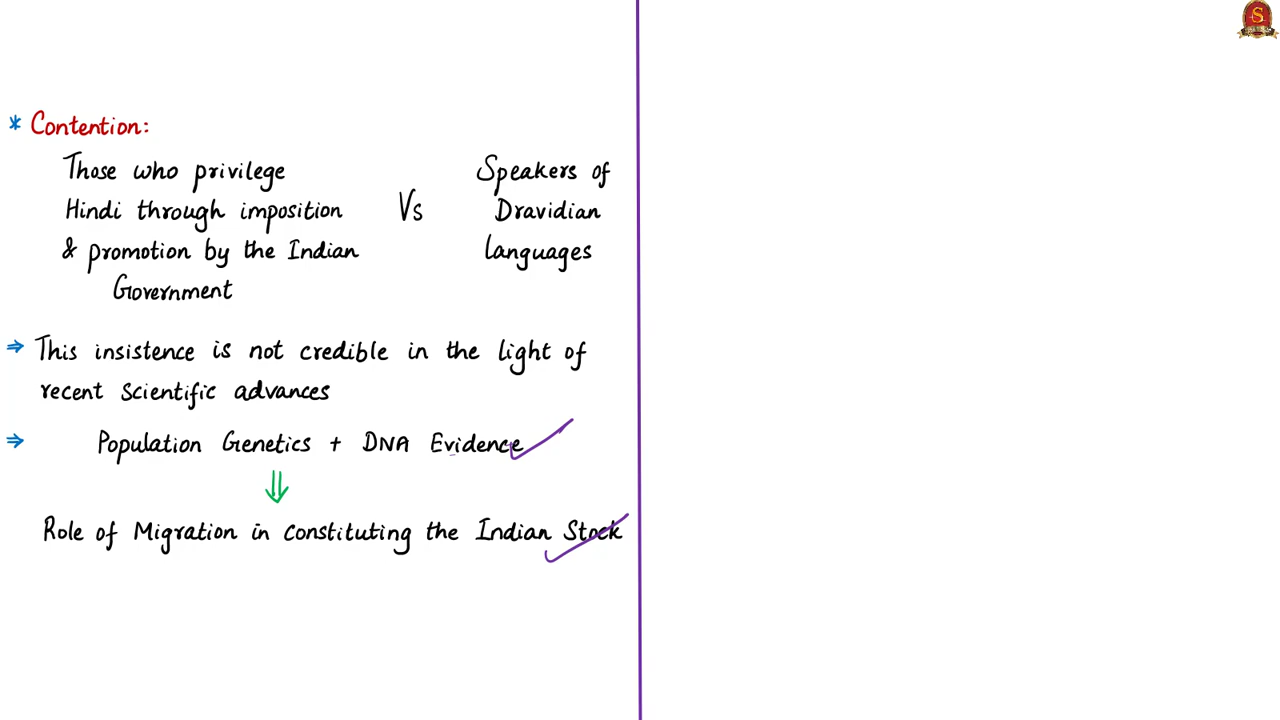 * Contention:
Those who privilege
Hindi through imposition
& promotion by the Indian
Government
Vs
Speakers of
Dravidian
languages
⇒ This insistence is not credible in the light of
recent scientific advances
⇒ Population Genetics + DNA Evidence
⇓
Role of Migration in constituting the Indian Stock
S